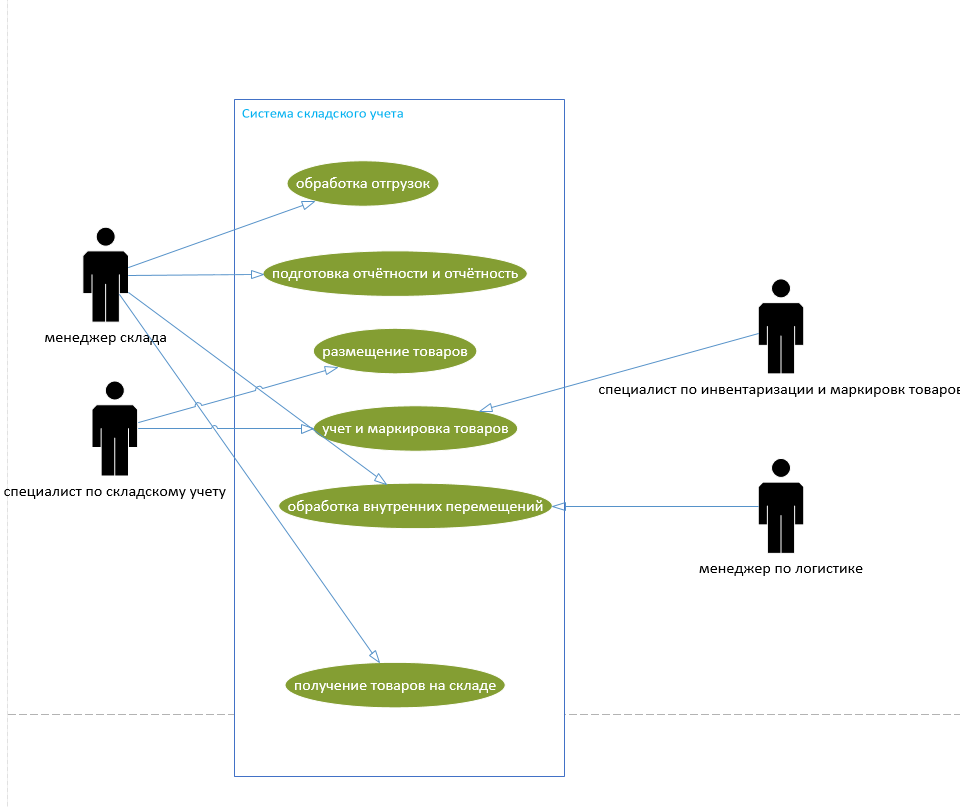 Система складского учета
обработка отгрузок
подготовка отчётности и отчётность
менеджер склада
размещение товаров
специалист по инвентаризации и маркировк товаров
учет и маркировка товаров
специалист по складскому учету
обработка внутренних перемещений
менеджер по логистике
получение товаров на складе